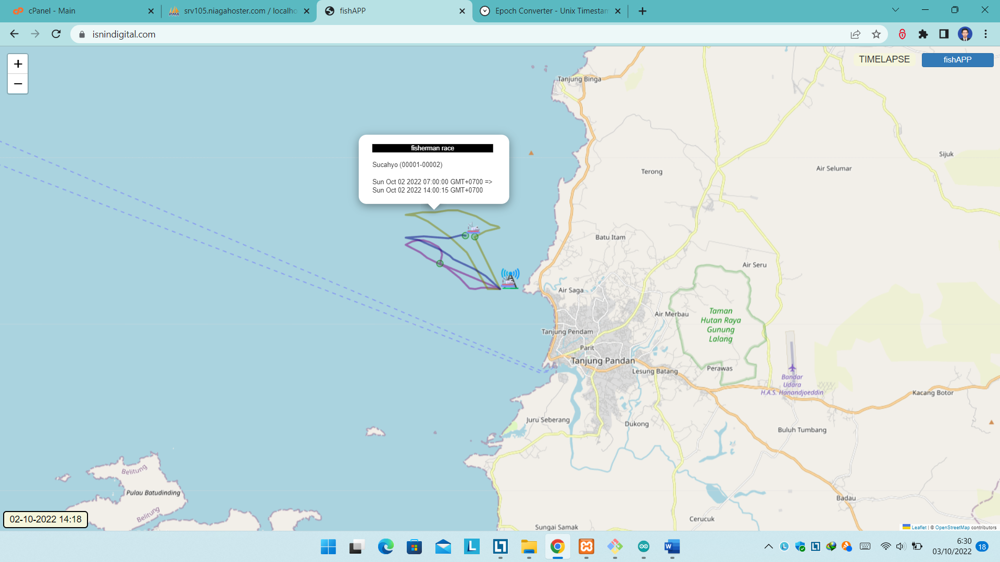 cPanel - Main
srv105.niagahoster.com / localho
fishAPP
Epoch Converter - Unix Timestam
isnindigital.com
+
−
TIMELAPSE
fishAPP
Tanjung Binga
fisherman race
Sucahyo (00001-00002)
Sun Oct 02 2022 07:00:00 GMT+0700 =>
Sun Oct 02 2022 14:00:15 GMT+0700
Sijuk
Terong
Air Selumar
Batu Itam
Air Seru
Air Saga
Air Merbau
Taman
Hutan Raya
Gunung
Lalang
Tanjung Pendam
Parit
Tanjung Pandan
Lesung Batang
Perawas
Bandar
Udara
H.A.S. Hanandjoeddin
Kacang Botor
Juru Seberang
Dukong
Buluh Tumbang
Belitung
Pulau Batudinding
Belitung
Badau
Cerucuk
Sungai Samak
02-10-2022 14:18
Leaflet | © OpenStreetMap contributors
6:30
03/10/2022
18